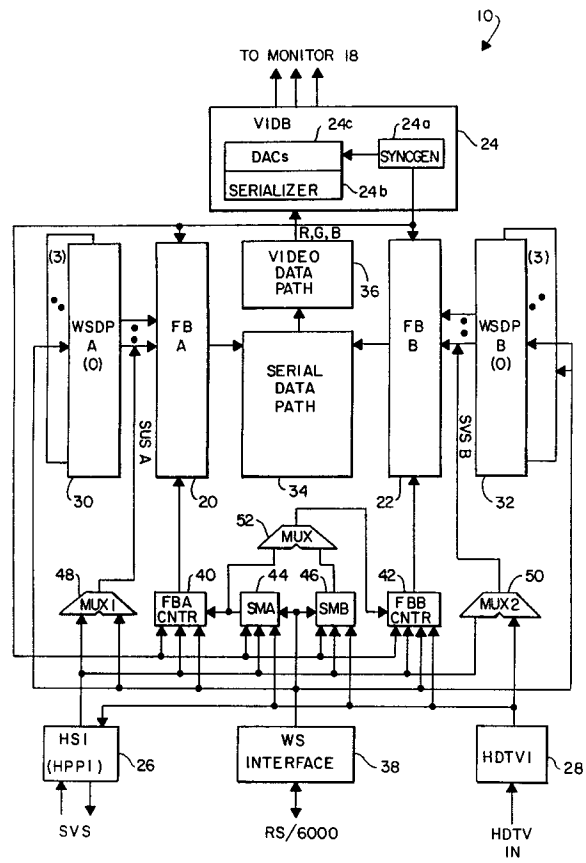 10
TO MONITOR 18
VIDB
24c
24a
24
DACs
SYNCGEN
SERIALIZER
24b
R,G,B
(3)
VIDEO
DATA
PATH
36
(3)
WSDP
A
(0)
FB
A
SERIAL
DATA
PATH
FB
B
WSDP
B
(0)
SUS A
SVS B
30
20
34
22
32
52
MUX
48
MUX 1
40
FBA
CNTR
44
SMA
46
SMB
42
FBB
CNTR
50
MUX2
HSI
(HPPI)
26
WS
INTERFACE
38
HDTVI
28
SVS
RS/6000
HDTV
IN